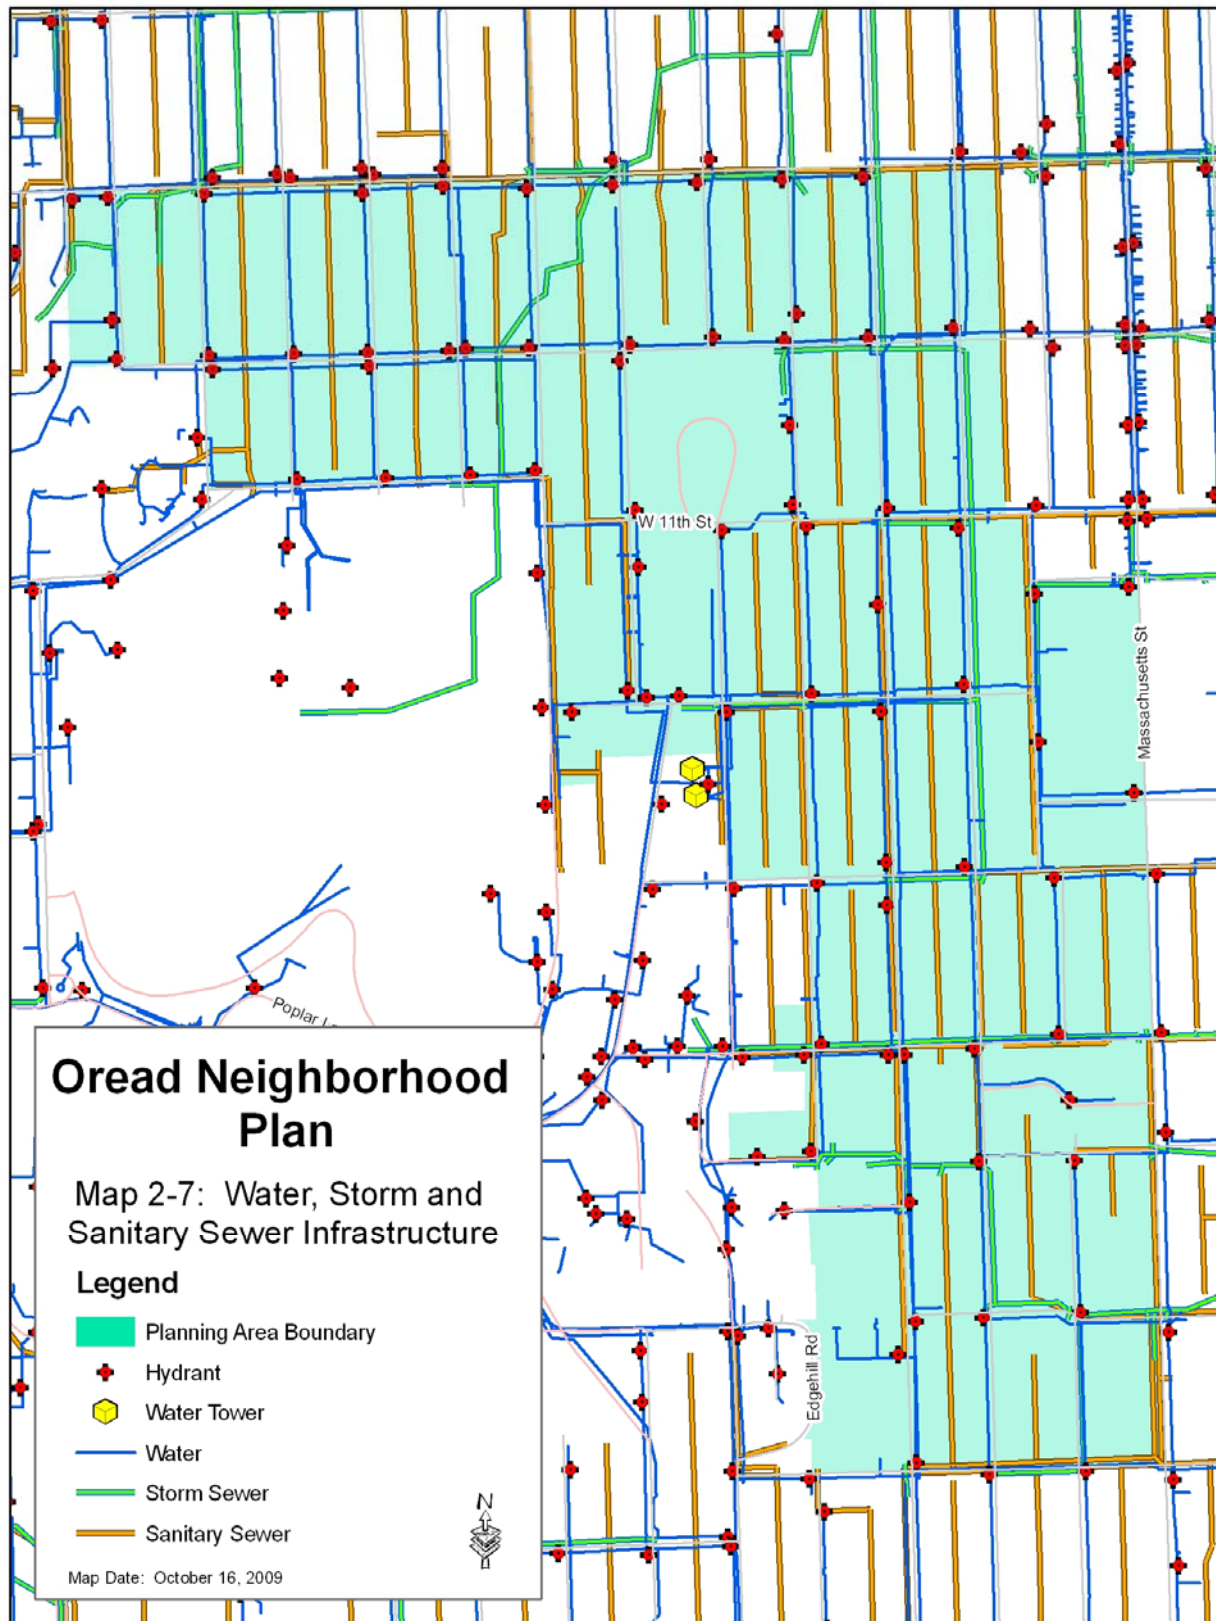 W 11th St
Massachusetts St
Poplar
Edgehill Rd
Oread Neighborhood
Plan
Map 2-7: Water, Storm and
Sanitary Sewer Infrastructure
Legend
Planning Area Boundary
Hydrant
Water Tower
Water
Storm Sewer
Sanitary Sewer
N
Map Date: October 16, 2009